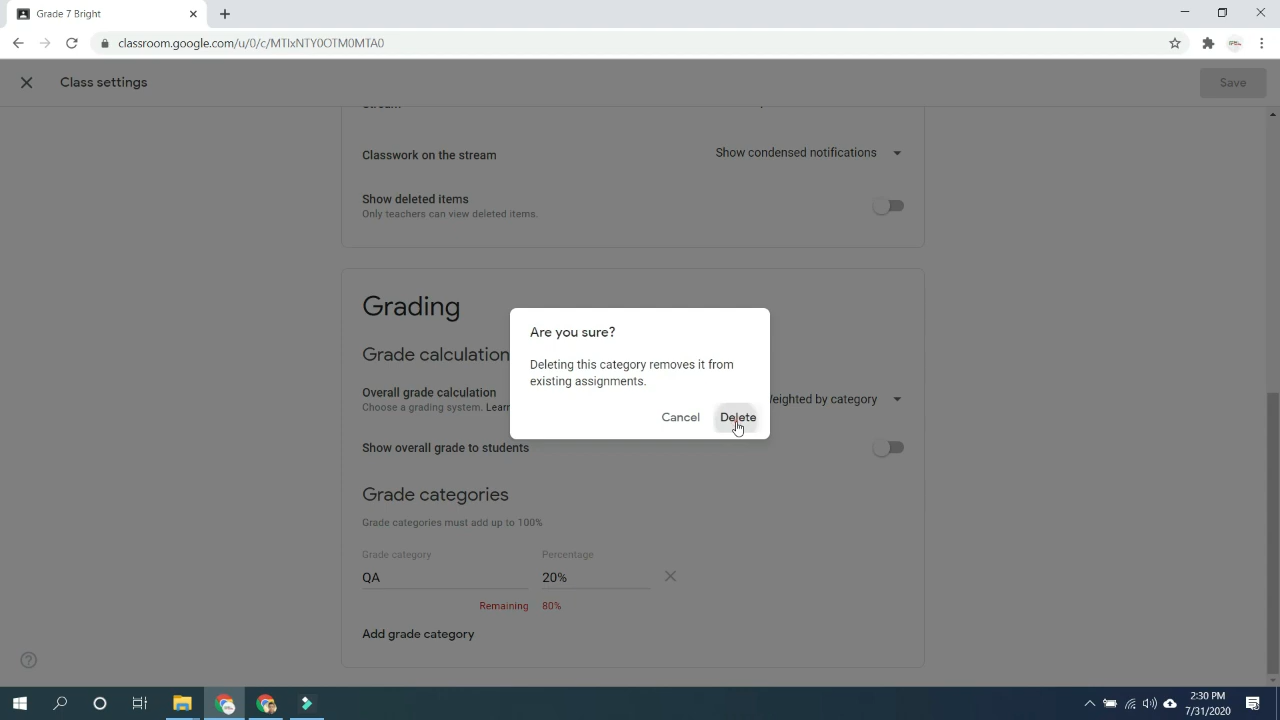 Grade 7 Bright
classroom.google.com/u/0/c/MTIxNTY0OTM0MTA0
Class settings
Save
Classwork on the stream
Show condensed notifications
Show deleted items
Only teachers can view deleted items.
Grading
Grade calculation
Overall grade calculation
Choose a grading system. Learn
Weighted by category
Are you sure?
Deleting this category removes it from
existing assignments.
Cancel
Delete
Show overall grade to students
Grade categories
Grade categories must add up to 100%
Grade category
Percentage
QA
20%
Remaining
80%
Add grade category
2:30 PM
7/31/2020